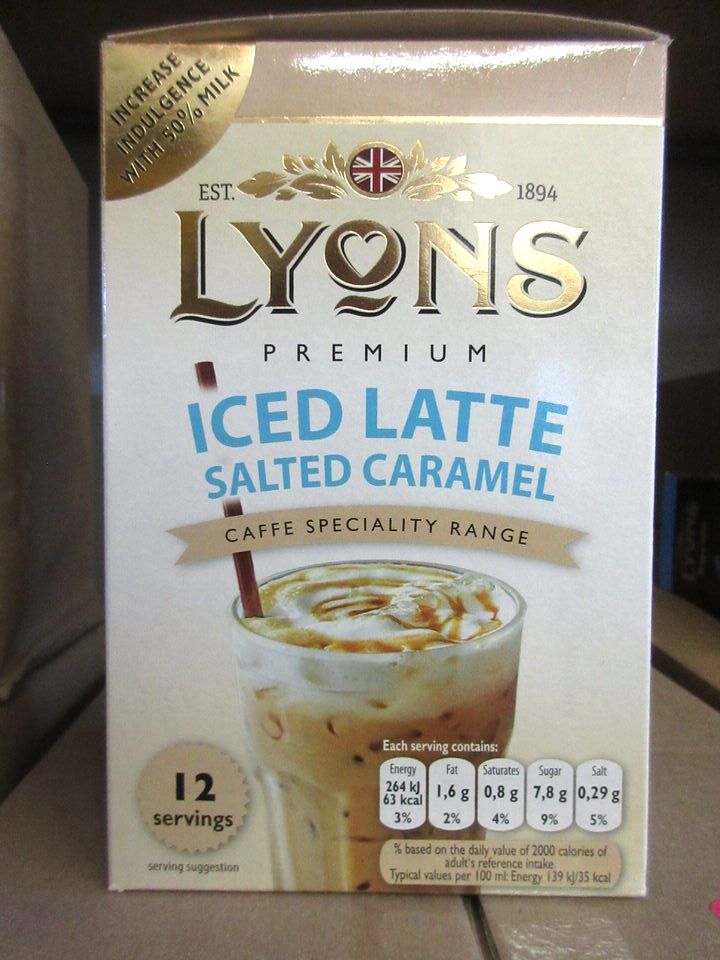 INCREASE
INDULGENCE
WITH 50% MILK
EST. 1894
LYONS
PREMIUM
ICED LATTE
SALTED CARAMEL
CAFFE SPECIALITY RANGE
12
servings
serving suggestion
Each serving contains:
Energy Fat Saturates Sugar Salt
264 kJ
63 kcal 1,6 g 0,8 g 7,8 g 0,29 g
3% 2% 4% 9% 5%
% based on the daily value of 2000 calories of
adult's reference intake.
Typical values per 100 ml: Energy 139 kJ/35 kcal
LYONS